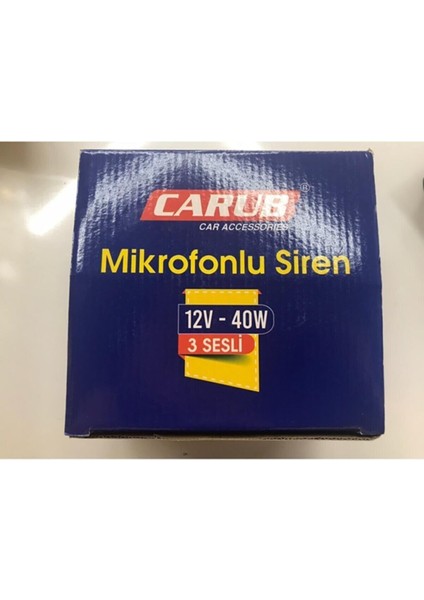 CARUB®
CAR ACCESSORIES
Mikrofonlu Siren
12V - 40W
3 SESLİ